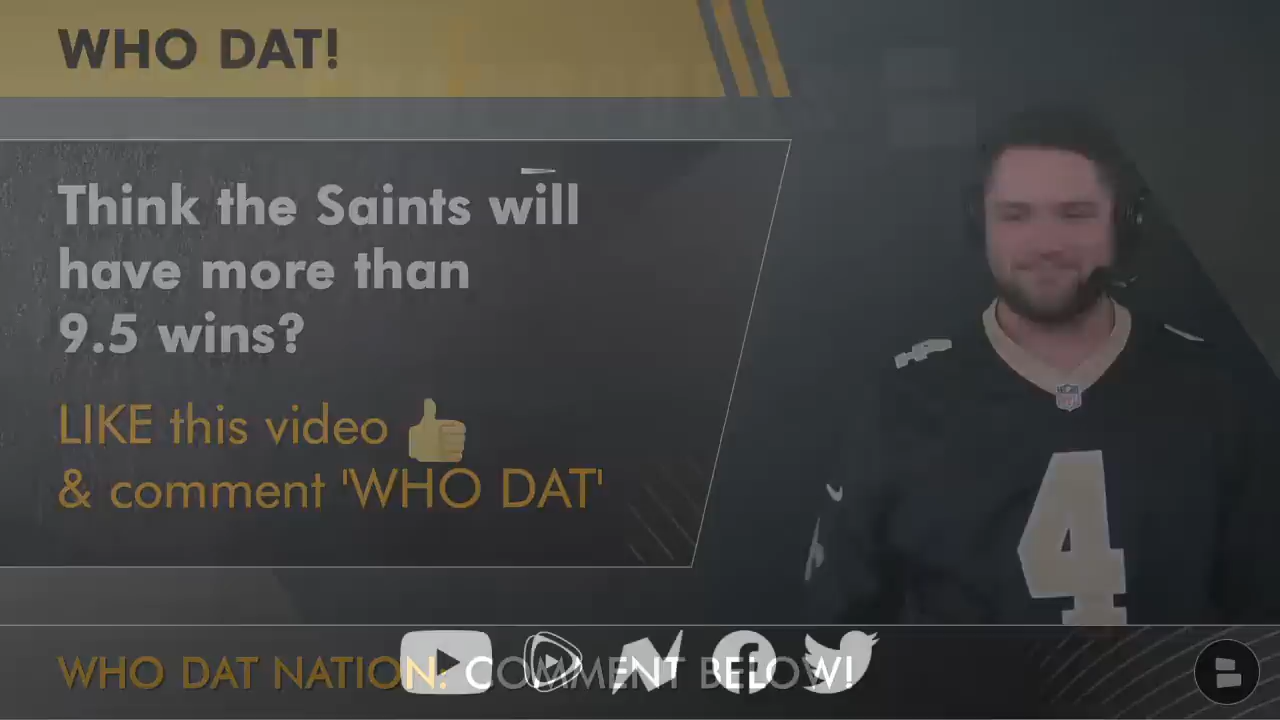 WHO DAT!
Think the Saints will
have more than
9.5 wins?
LIKE this video
& comment 'WHO DAT'
4
WHO DAT NATION: COMMENT BELOW!